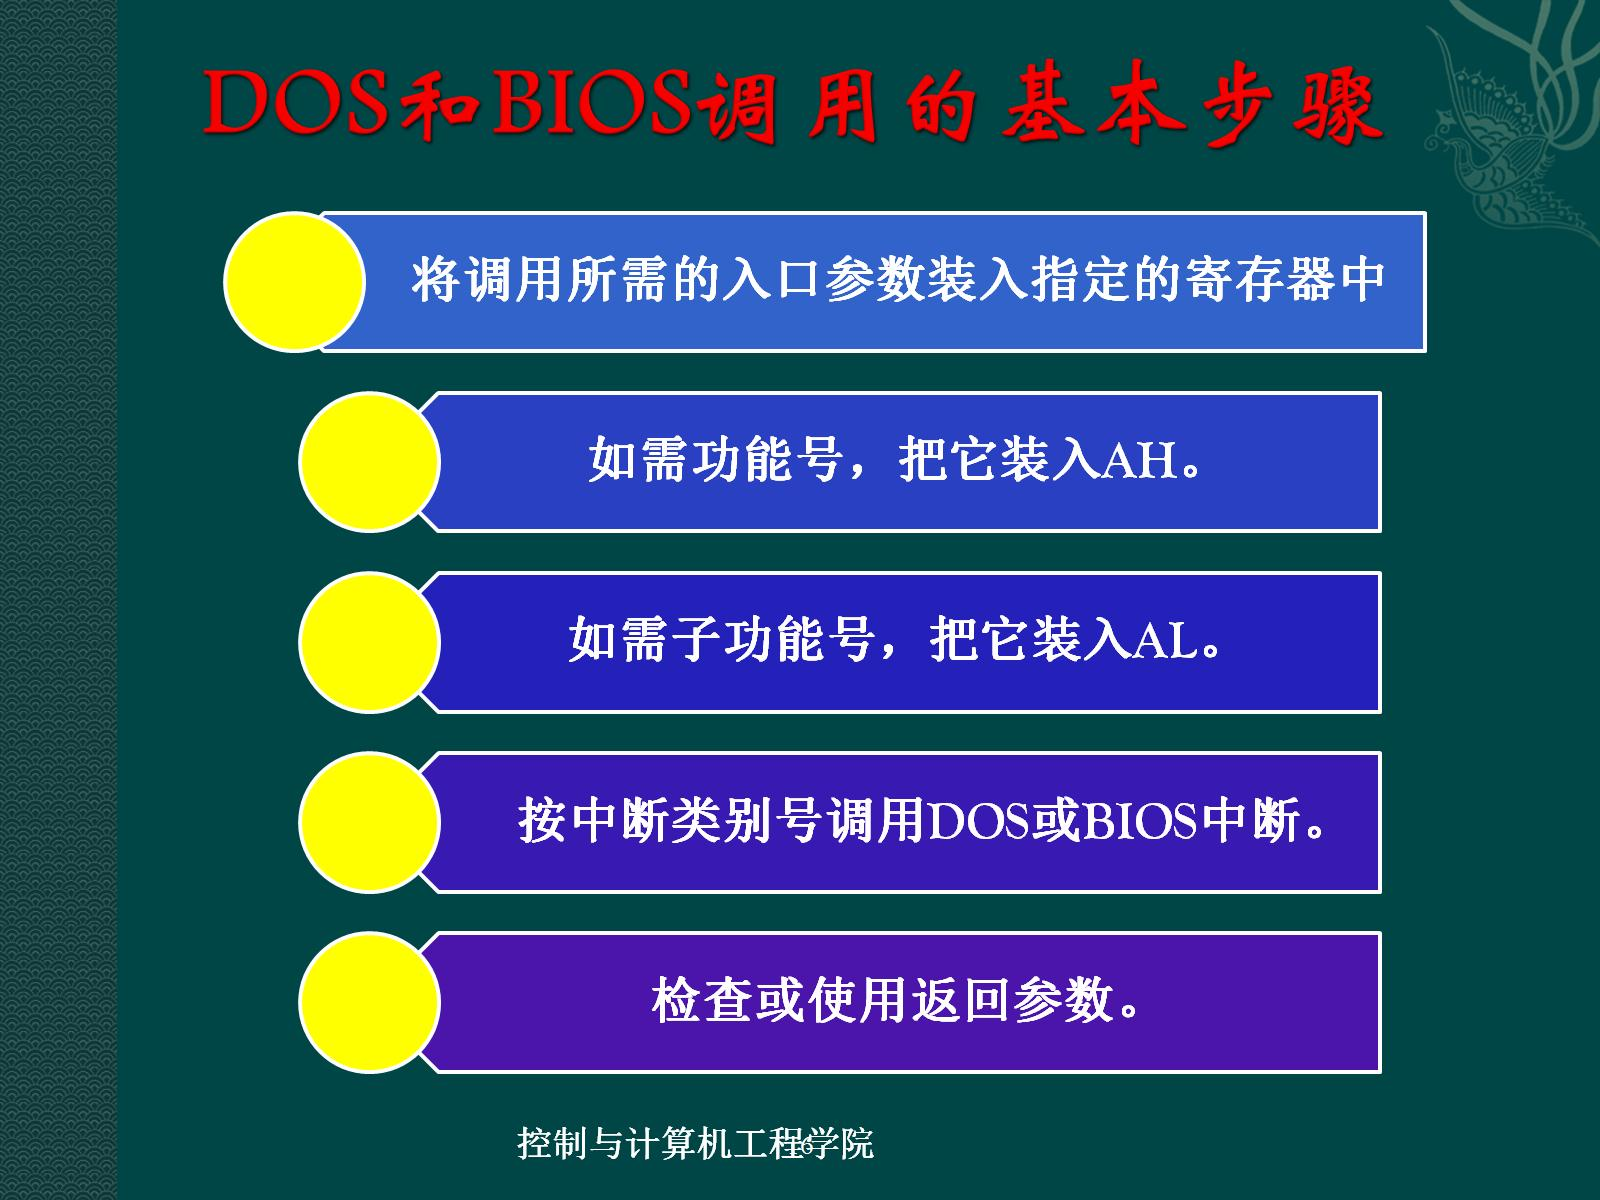 DOS和BIOS调用的基本步骤
将调用所需的入口参数装入指定的寄存器中
如需功能号，把它装入AH。
如需子功能号，把它装入AL。
按中断类别号调用DOS或BIOS中断。
检查或使用返回参数。
控制与计算机工程学院